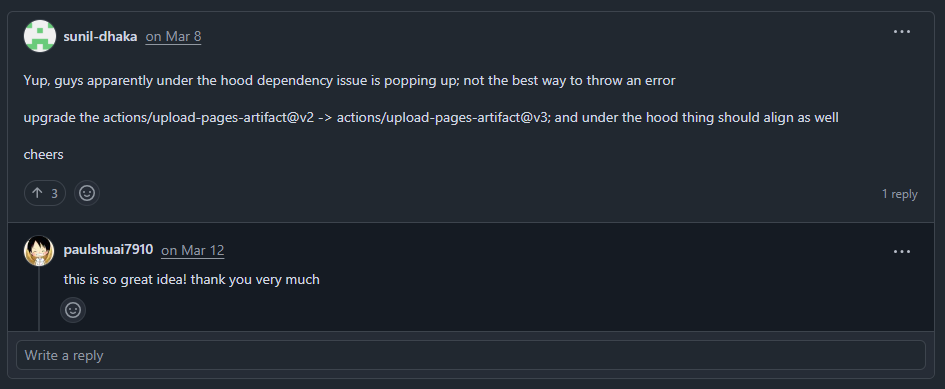 sunil-dhaka on Mar 8
Yup, guys apparently under the hood dependency issue is popping up; not the best way to throw an error
upgrade the actions/upload-pages-artifact@v2 -> actions/upload-pages-artifact@v3; and under the hood thing should align as well
cheers
3
1 reply
paulshuai7910 on Mar 12
this is so great idea! thank you very much
Write a reply